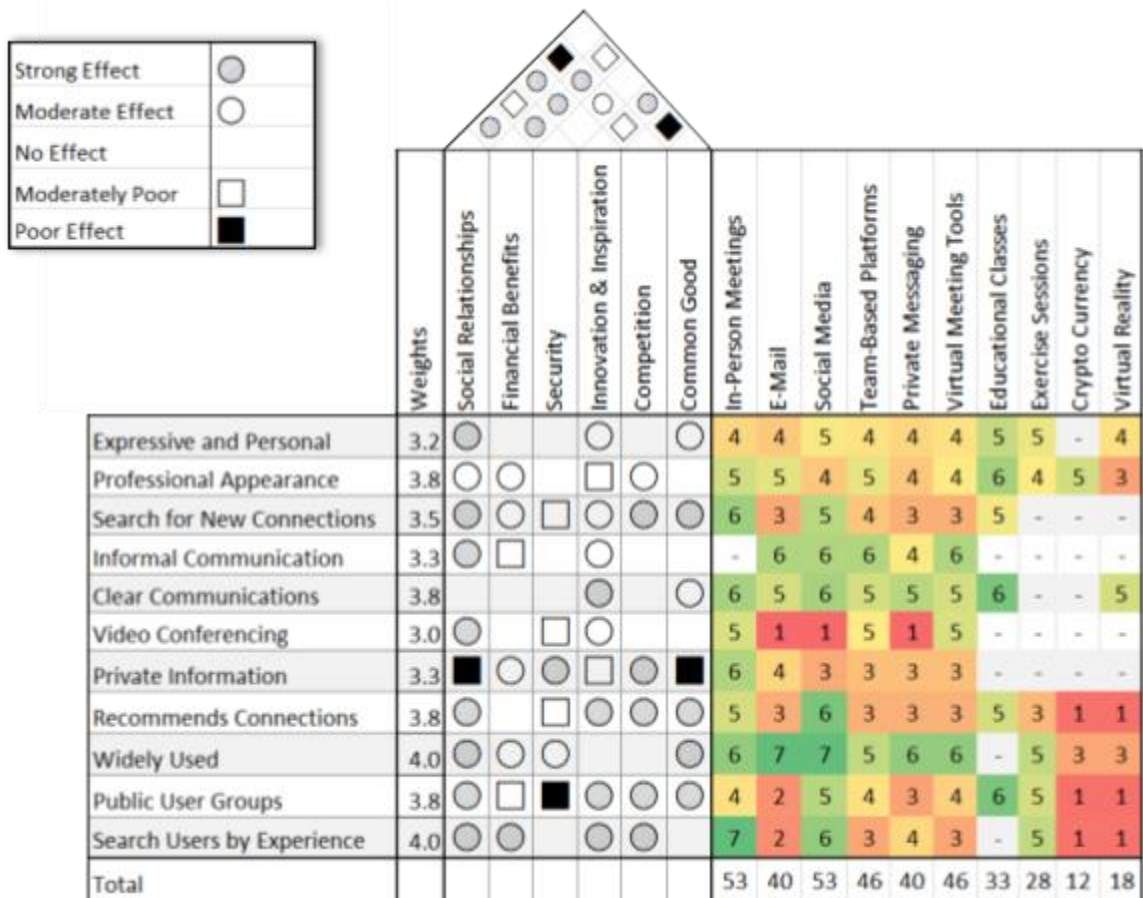 Strong Effect
Moderate Effect
No Effect
Moderately Poor
Poor Effect
Weights
Social Relationships
Financial Benefits
Security
Innovation & Inspiration
Competition
Common Good
In-Person Meetings
E-Mail
Social Media
Team-Based Platforms
Private Messaging
Virtual Meeting Tools
Educational Classes
Exercise Sessions
Crypto Currency
Virtual Reality
Expressive and Personal 3.2 4 4 5 4 4 4 5 5 - 4
Professional Appearance 3.8 5 5 4 5 4 4 6 4 5 3
Search for New Connections 3.5 6 3 5 4 3 3 5 - - -
Informal Communication 3.3 - 6 6 6 4 6 - - - -
Clear Communications 3.8 6 5 6 5 5 5 6 - - 5
Video Conferencing 3.0 5 1 1 5 1 5 - - - -
Private Information 3.3 6 4 3 3 3 3 - - - -
Recommends Connections 3.8 5 3 6 3 3 3 5 3 1 1
Widely Used 4.0 6 7 7 5 6 6 - 5 3 3
Public User Groups 3.8 4 2 5 4 3 4 6 5 1 1
Search Users by Experience 4.0 7 2 6 3 4 3 - 5 1 1
Total 53 40 53 46 40 46 33 28 12 18